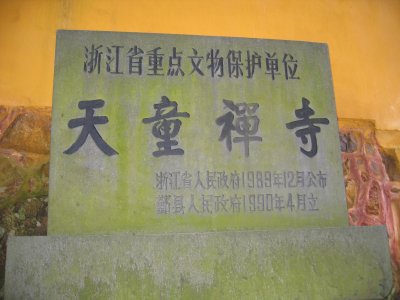 浙江省重点文物保护单位
天童禪寺
浙江省人民政府1989年12月公布
鄞县人民政府1990年4月立